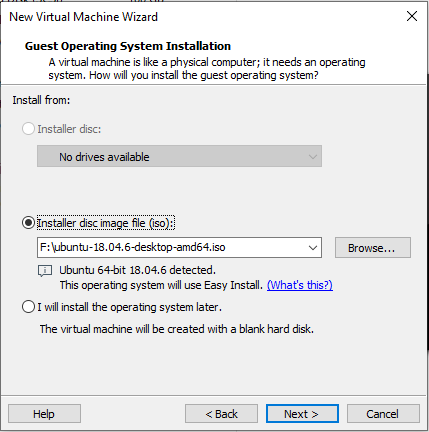 New Virtual Machine Wizard
Guest Operating System Installation
A virtual machine is like a physical computer; it needs an operating
system. How will you install the guest operating system?
Install from:
Installer disc:
No drives available
Installer disc image file (iso):
F:\ubuntu-18.04.6-desktop-amd64.iso
Browse...
Ubuntu 64-bit 18.04.6 detected.
This operating system will use Easy Install. (What's this?)
I will install the operating system later.
The virtual machine will be created with a blank hard disk.
Help
< Back
Next >
Cancel